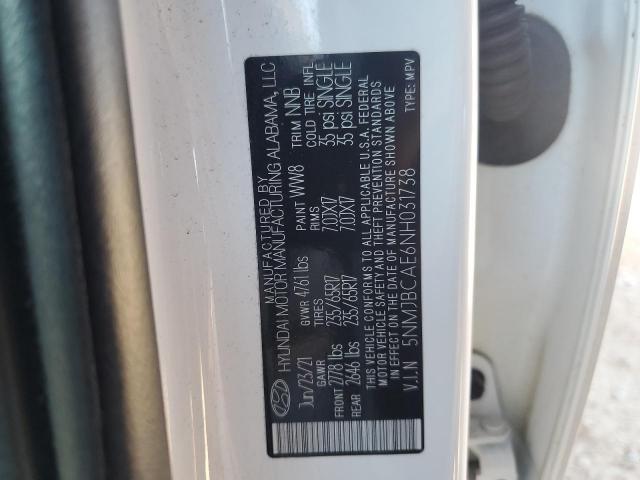 MANUFACTURED BY
HYUNDAI MOTOR MANUFACTURING ALABAMA, LLC
Jun/23/21 GVWR 4761 lbs PAINT WW8 TRIM NNB
GAWR TIRES RIMS COLD TIRE INFL
FRONT 2778 lbs 235/65R17 7.0JX17 35 psi SINGLE
REAR 2646 lbs 235/65R17 7.0JX17 35 psi SINGLE
THIS VEHICLE CONFORMS TO ALL APPLICABLE U.S.A. FEDERAL
MOTOR VEHICLE SAFETY AND THEFT PREVENTION STANDARDS
IN EFFECT ON THE DATE OF MANUFACTURE SHOWN ABOVE
V.I.N 5NMJBCAE6NH031738 TYPE: MPV